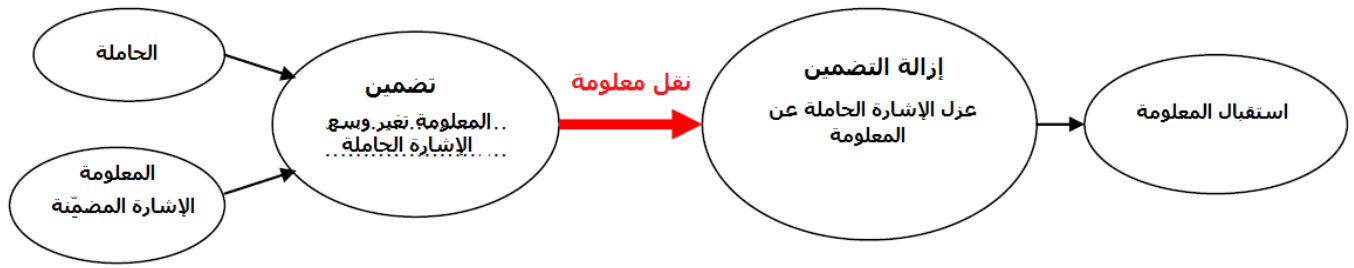 الحاملة
المعلومة
الإشارة المضمِّنة
تضمين
المعلومة تغير وسع
الإشارة الحاملة
نقل معلومة
إزالة التضمين
عزل الإشارة الحاملة عن
المعلومة
استقبال المعلومة